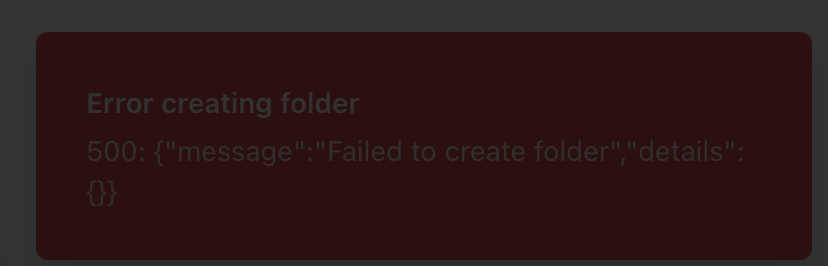 Error creating folder
500: {"message":"Failed to create folder","details":
{}}